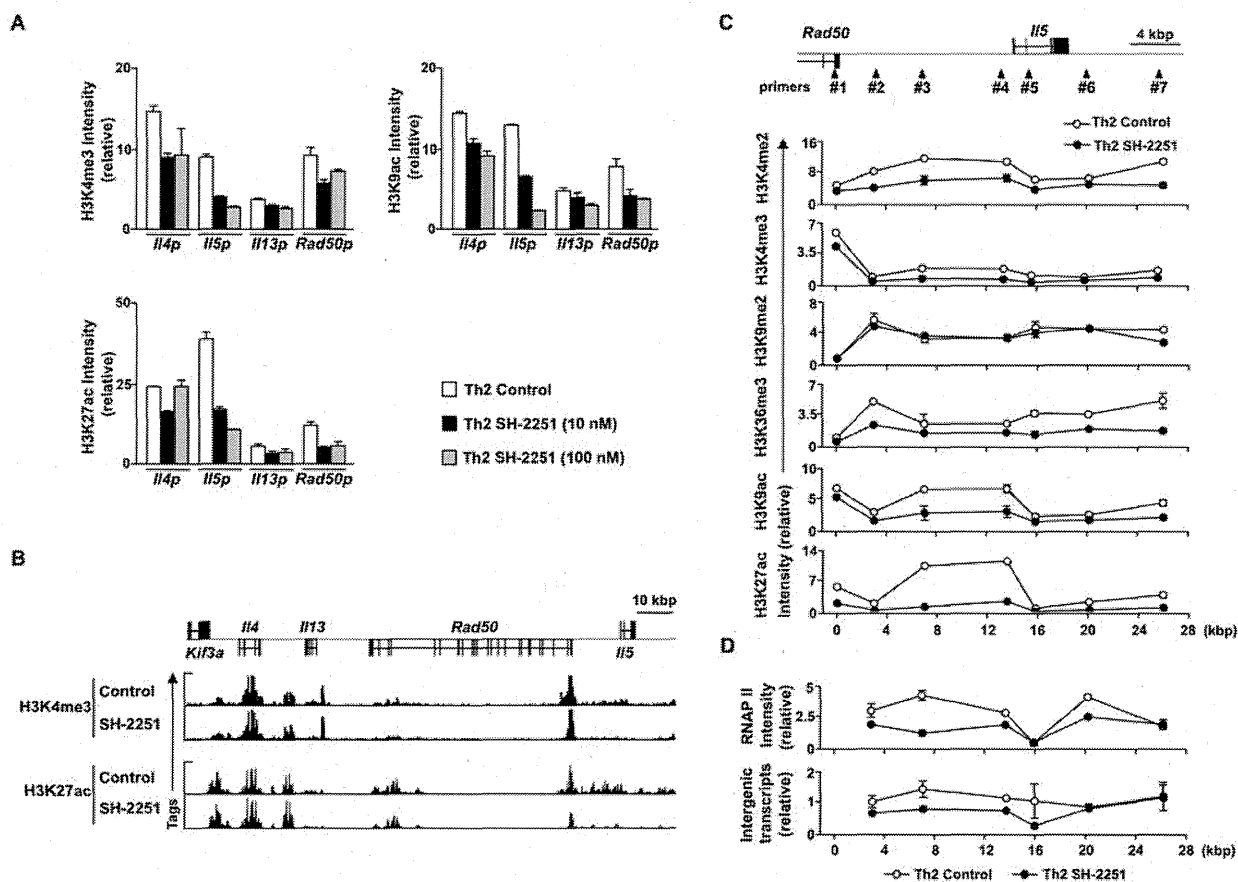 A
H3K4me3 Intensity
(relative)
20
10
0
Il4p Il5p Il13p Rad50p
H3K9ac Intensity
(relative)
20
10
0
Il4p Il5p Il13p Rad50p
H3K27ac Intensity
(relative)
50
25
0
Il4p Il5p Il13p Rad50p
Th2 Control
Th2 SH-2251 (10 nM)
Th2 SH-2251 (100 nM)
B
10 kbp
Il4 Il13 Rad50
Kif3a Il5
H3K4me3
Control
SH-2251
H3K27ac
Control
SH-2251
Tags
C
Rad50 Il5 4 kbp
primers #1 #2 #3 #4 #5 #6 #7
Th2 Control
Th2 SH-2251
H3K4me2
16
8
0
H3K4me3
7
3.5
0
H3K9me2
8
4
0
H3K36me3
7
3.5
0
H3K9ac
10
5
0
H3K27ac
14
7
0
Intensity (relative)
0 4 8 12 16 20 24 28 (kbp)
D
RNAP II
Intensity
(relative)
5
2.5
0
Intergenic
transcripts
(relative)
2
1
0
0 4 8 12 16 20 24 28 (kbp)
Th2 Control Th2 SH-2251